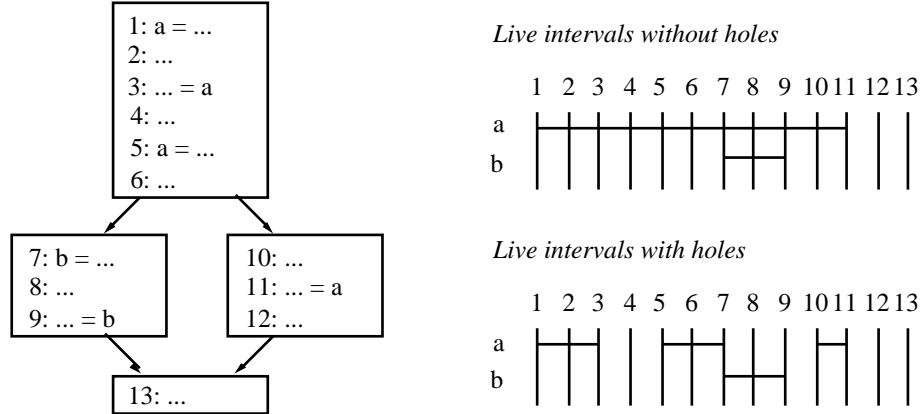 1: a = ...
2: ...
3: ... = a
4: ...
5: a = ...
6: ...
7: b = ...
8: ...
9: ... = b
10: ...
11: ... = a
12: ...
13: ...
Live intervals without holes
1 2 3 4 5 6 7 8 9 10 11 12 13
a
b
Live intervals with holes
1 2 3 4 5 6 7 8 9 10 11 12 13
a
b